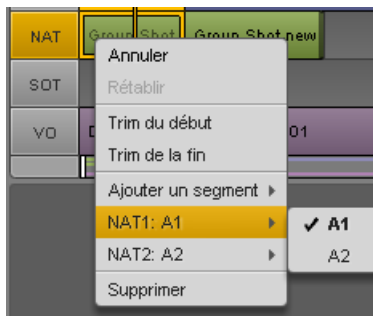 NAT Group Shot Group Shot new
Annuler
SOT Rétablir
Trim du début
VO D 01
Trim de la fin
Ajouter un segment
NAT1: A1 ✔ A1
NAT2: A2 A2
Supprimer